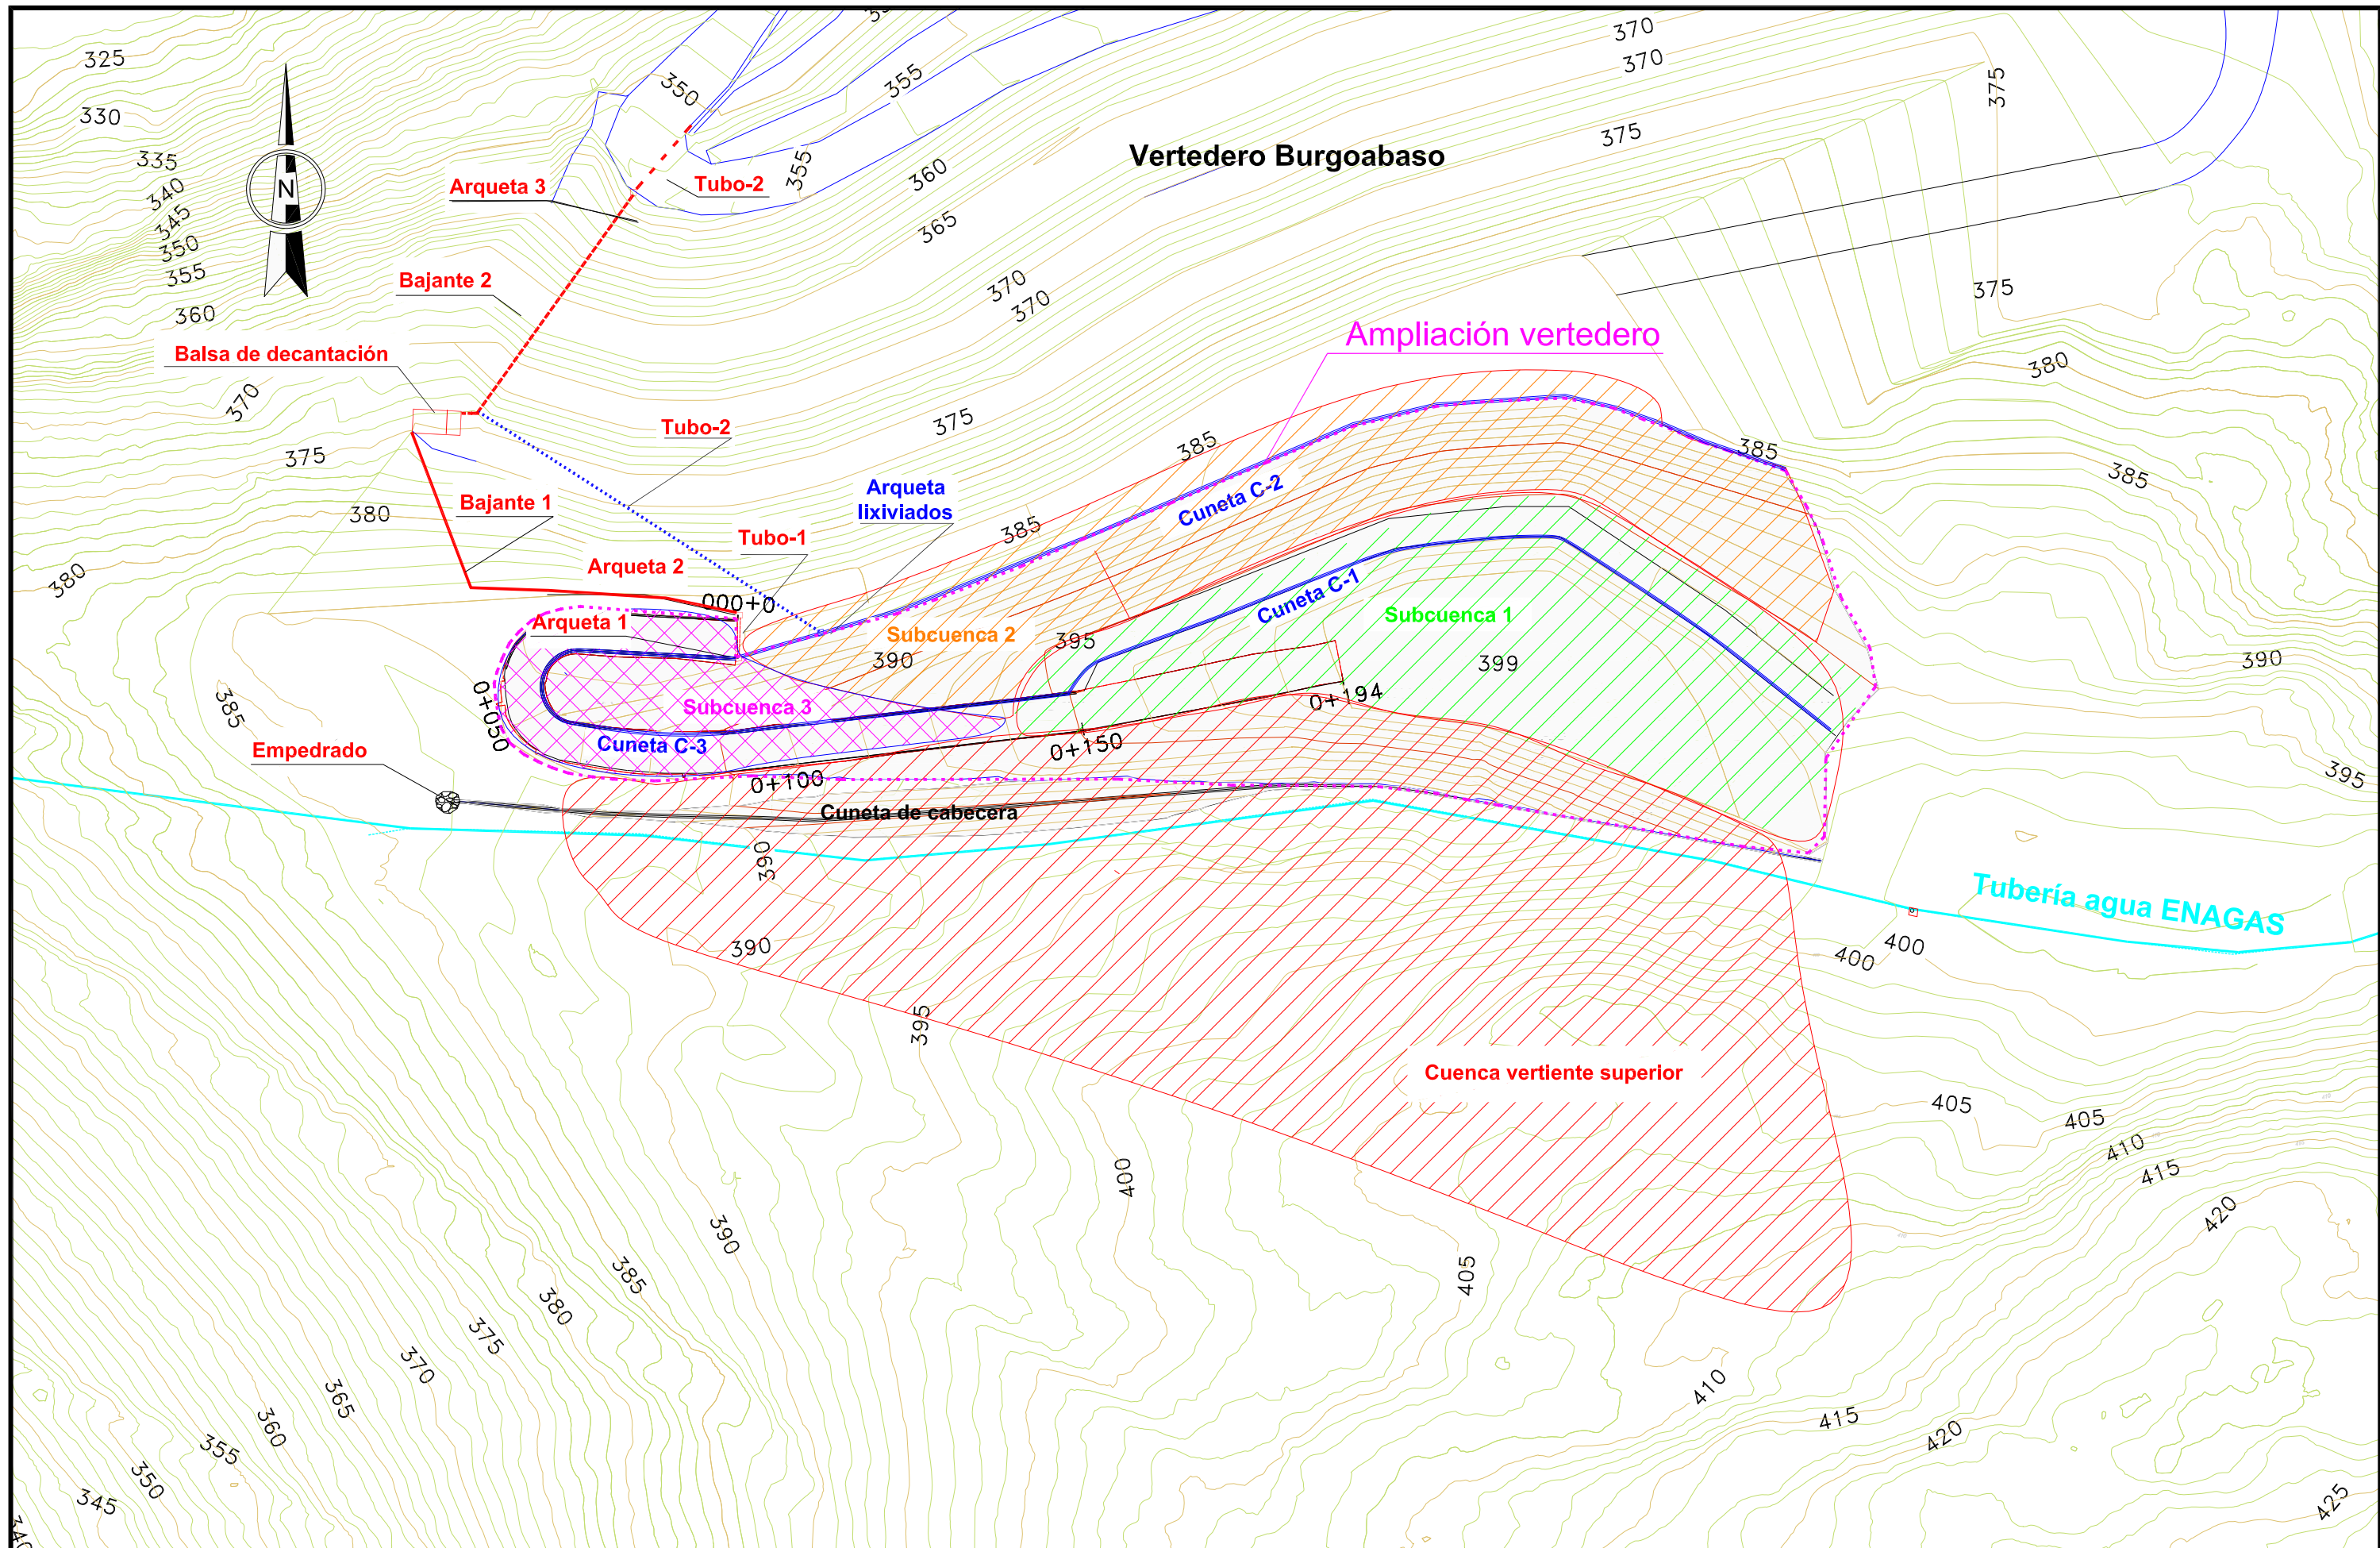 325
350
355
370
370
375
330
375
335
Vertedero Burgoabaso
N
355
360
340
Arqueta 3
Tubo-2
345
365
350
355
Bajante 2
370
370
375
360
Ampliación vertedero
Balsa de decantación
380
370
375
Tubo-2
385
385
375
385
Arqueta
lixiviados
Cuneta C-2
Bajante 1
380
385
Tubo-1
Arqueta 2
380
Cuneta C-1
000+0
Subcuenca 1
Arqueta 1
Subcuenca 2
395
390
399
390
385
0+050
Subcuenca 3
0+194
Cuneta C-3
0+150
Empedrado
0+100
395
Cuneta de cabecera
390
Tubería agua ENAGAS
390
400
400
395
Cuenca vertiente superior
405
405
410
400
415
390
420
385
405
380
375
370
410
365
360
415
420
355
350
345
425
340